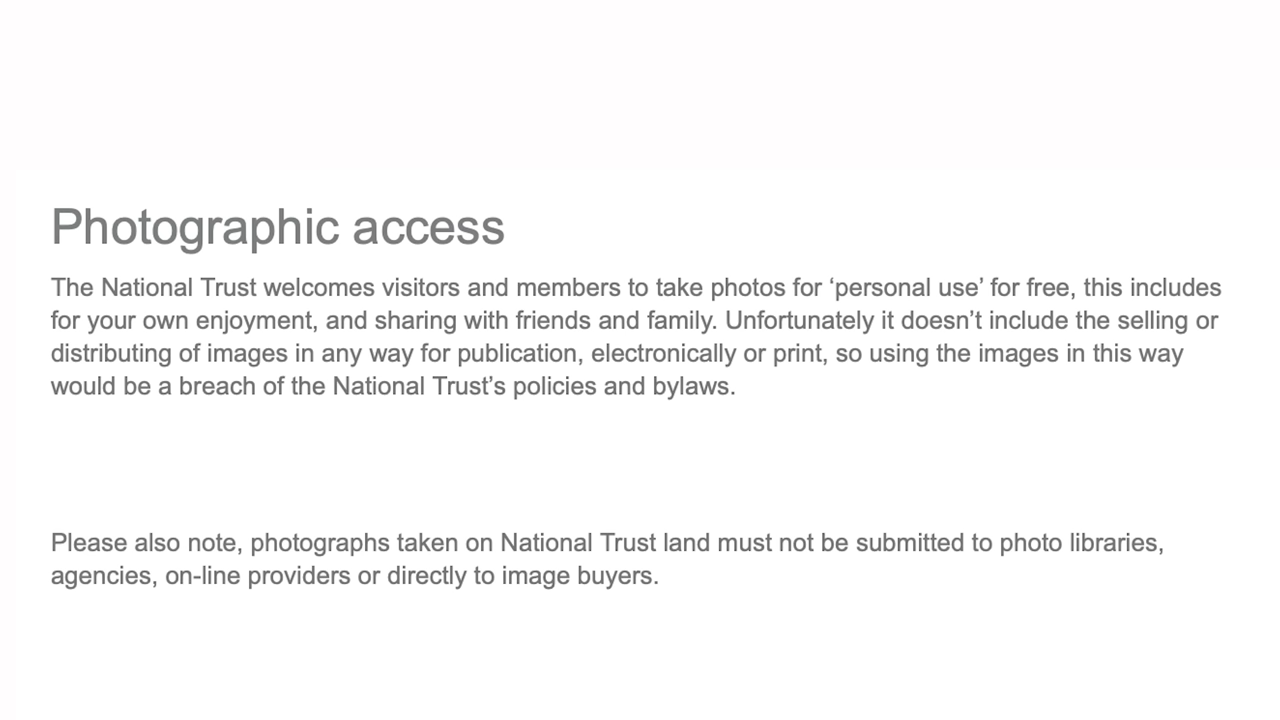 Photographic access
The National Trust welcomes visitors and members to take photos for ‘personal use’ for free, this includes
for your own enjoyment, and sharing with friends and family. Unfortunately it doesn’t include the selling or
distributing of images in any way for publication, electronically or print, so using the images in this way
would be a breach of the National Trust’s policies and bylaws.
Please also note, photographs taken on National Trust land must not be submitted to photo libraries,
agencies, on-line providers or directly to image buyers.